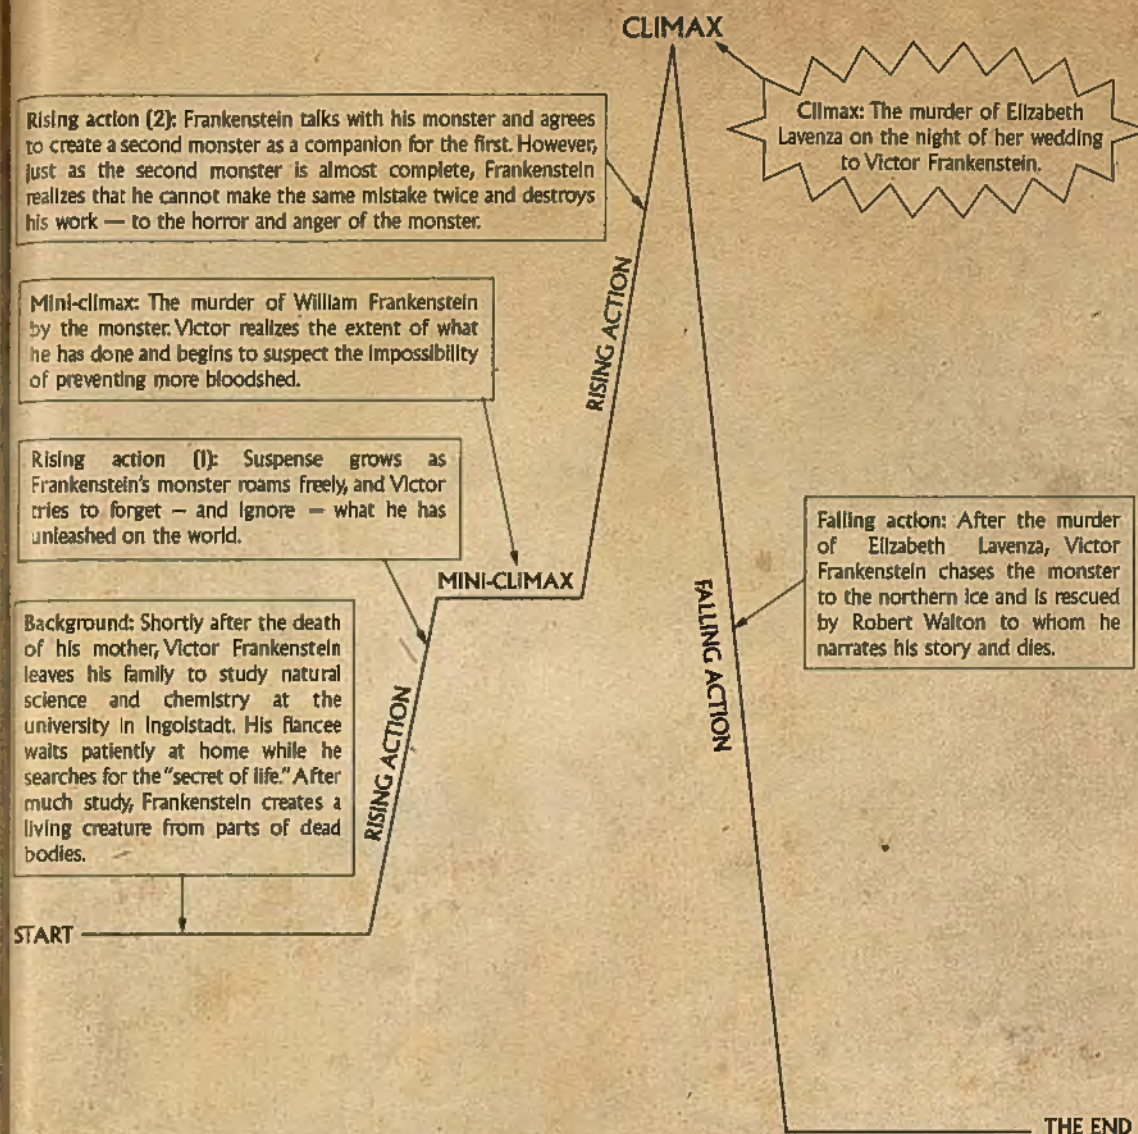 CLIMAX
Climax: The murder of Elizabeth
Lavenza on the night of her wedding
to Victor Frankenstein.
Rising action (2): Frankenstein talks with his monster and agrees
to create a second monster as a companion for the first. However,
just as the second monster is almost complete, Frankenstein
realizes that he cannot make the same mistake twice and destroys
his work — to the horror and anger of the monster.
RISING ACTION
Mini-climax: The murder of William Frankenstein
by the monster. Victor realizes the extent of what
he has done and begins to suspect the impossibility
of preventing more bloodshed.
Rising action (1): Suspense grows as
Frankenstein's monster roams freely, and Victor
tries to forget – and ignore – what he has
unleashed on the world.
MINI-CLIMAX
FALLING ACTION
Falling action: After the murder
of Elizabeth Lavenza, Victor
Frankenstein chases the monster
to the northern ice and is rescued
by Robert Walton to whom he
narrates his story and dies.
Background: Shortly after the death
of his mother, Victor Frankenstein
leaves his family to study natural
science and chemistry at the
university in Ingolstadt. His fiancee
waits patiently at home while he
searches for the "secret of life." After
much study, Frankenstein creates a
living creature from parts of dead
bodies.
RISING ACTION
START
THE END